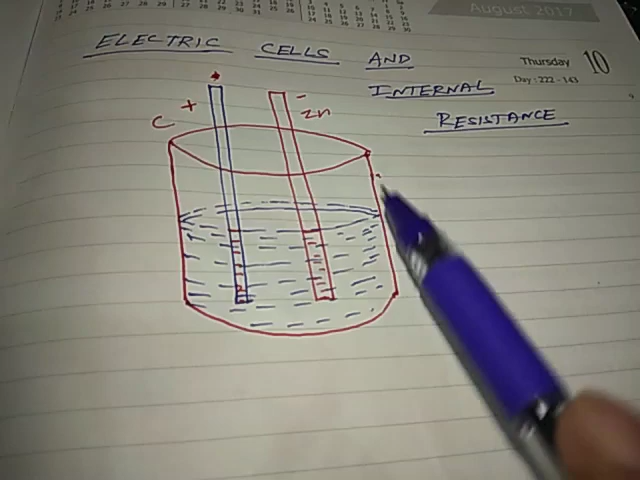 August 2017
Thursday 10
Day : 222 - 143
ELECTRIC CELLS AND
INTERNAL
RESISTANCE
+ -
C Zn